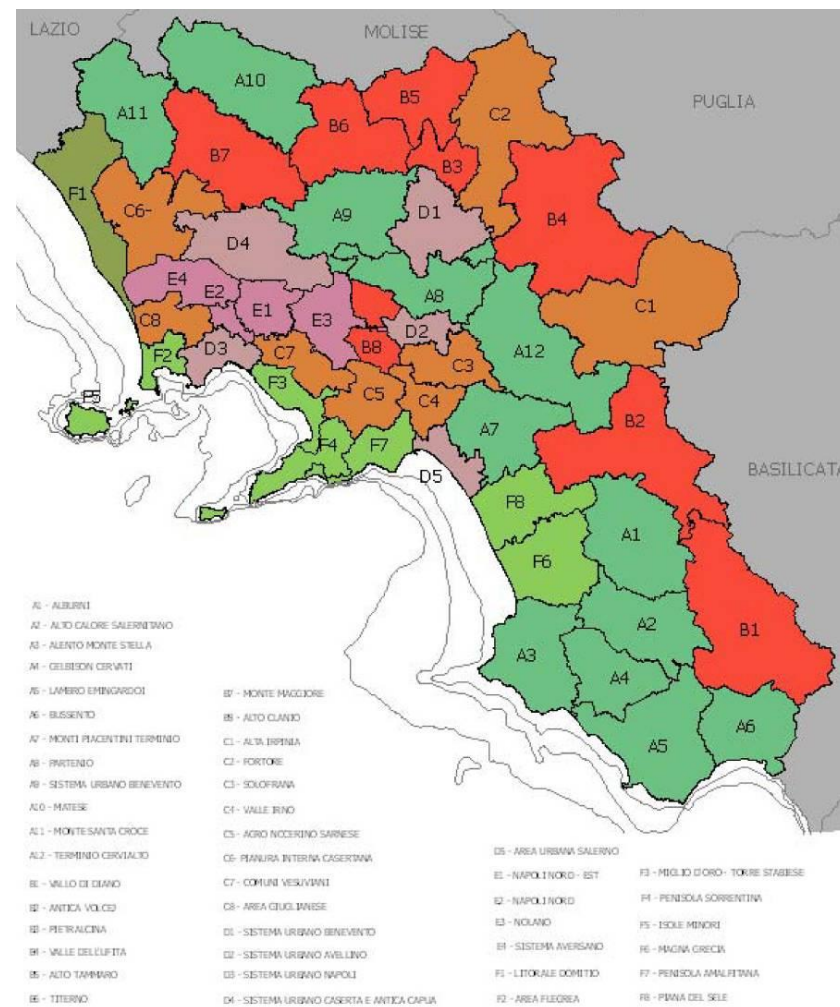 LAZIO
MOLISE
PUGLIA
BASILICATA
A10
A11
B5
C2
B6
B7
B3
F1
C6-
A9
D1
B4
D4
E4
E2
E1
E3
A8
C1
C8
D2
F2
D3
C7
B8
C3
A12
F3
F5
C5
C4
B2
F4
F7
A7
D5
F8
A1
F6
A2
B1
A3
A4
A5
A6
A1 - ALBURNI
A2 - ALTO CALORE SALERNITANO
A3 - ALENTO MONTE STELLA
A4 - GELBISON CERVATI
A5 - LAMBRO EMINGARDOI
A6 - BUSSENTO
A7 - MONTI PIACENTINI TERMINIO
A8 - PARTENIO
A9 - SISTEMA URBANO BENEVENTO
A10 - MATESE
A11 - MONTE SANTA CROCE
A12 - TERMINIO CERVIALTO
B1 - VALLO DI DIANO
B2 - ANTICA VOLCEJ
B3 - PIETRALCINA
B4 - VALLE DELL'UFITA
B5 - ALTO TAMMARO
B6 - TITERNO
B7 - MONTE MAGGIORE
B8 - ALTO CLANIO
C1 - ALTA IRPINIA
C2 - FORTORE
C3 - SOLOFRANA
C4 - VALLE IRNO
C5 - AGRO NOCERINO SARNESE
C6- PIANURA INTERNA CASERTANA
C7 - COMUNI VESUVIANI
C8 - AREA GIUGLIANESE
D1 - SISTEMA URBANO BENEVENTO
D2 - SISTEMA URBANO AVELLINO
D3 - SISTEMA URBANO NAPOLI
D4 - SISTEMA URBANO CASERTA E ANTICA CAPUA
D5 - AREA URBANA SALERNO
E1 - NAPOLI NORD - EST
E2 - NAPOLI NORD
E3 - NOLANO
E4 - SISTEMA AVERSANO
F1 - LITORALE DOMITIO
F2 - AREA FLEGREA
F3 - MIGLIO D'ORO - TORRE STABIESE
F4 - PENISOLA SORRENTINA
F5 - ISOLE MINORI
F6 - MAGNA GRECIA
F7 - PENISOLA AMALFITANA
F8 - PIANA DEL SELE